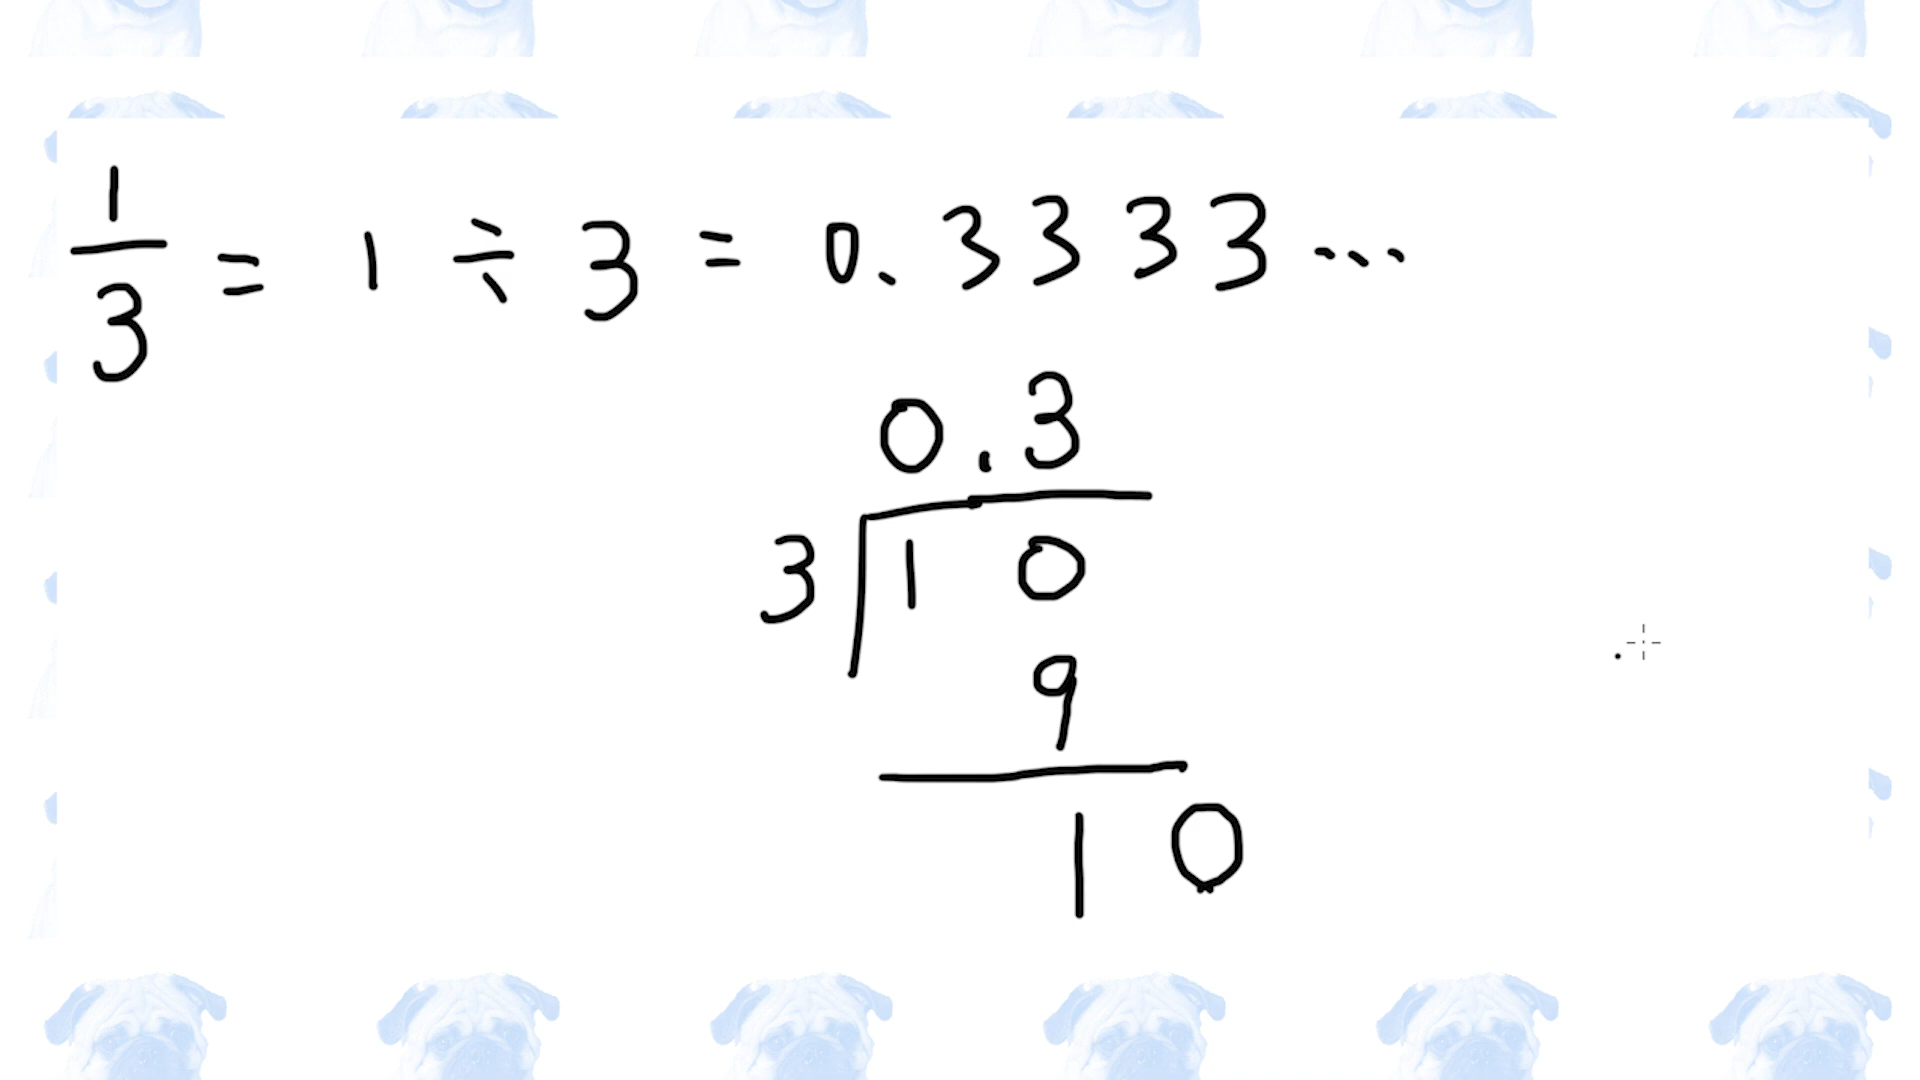 1/3 = 1 ÷ 3 = 0.3333...
0.3
3 1 0
9
1 0